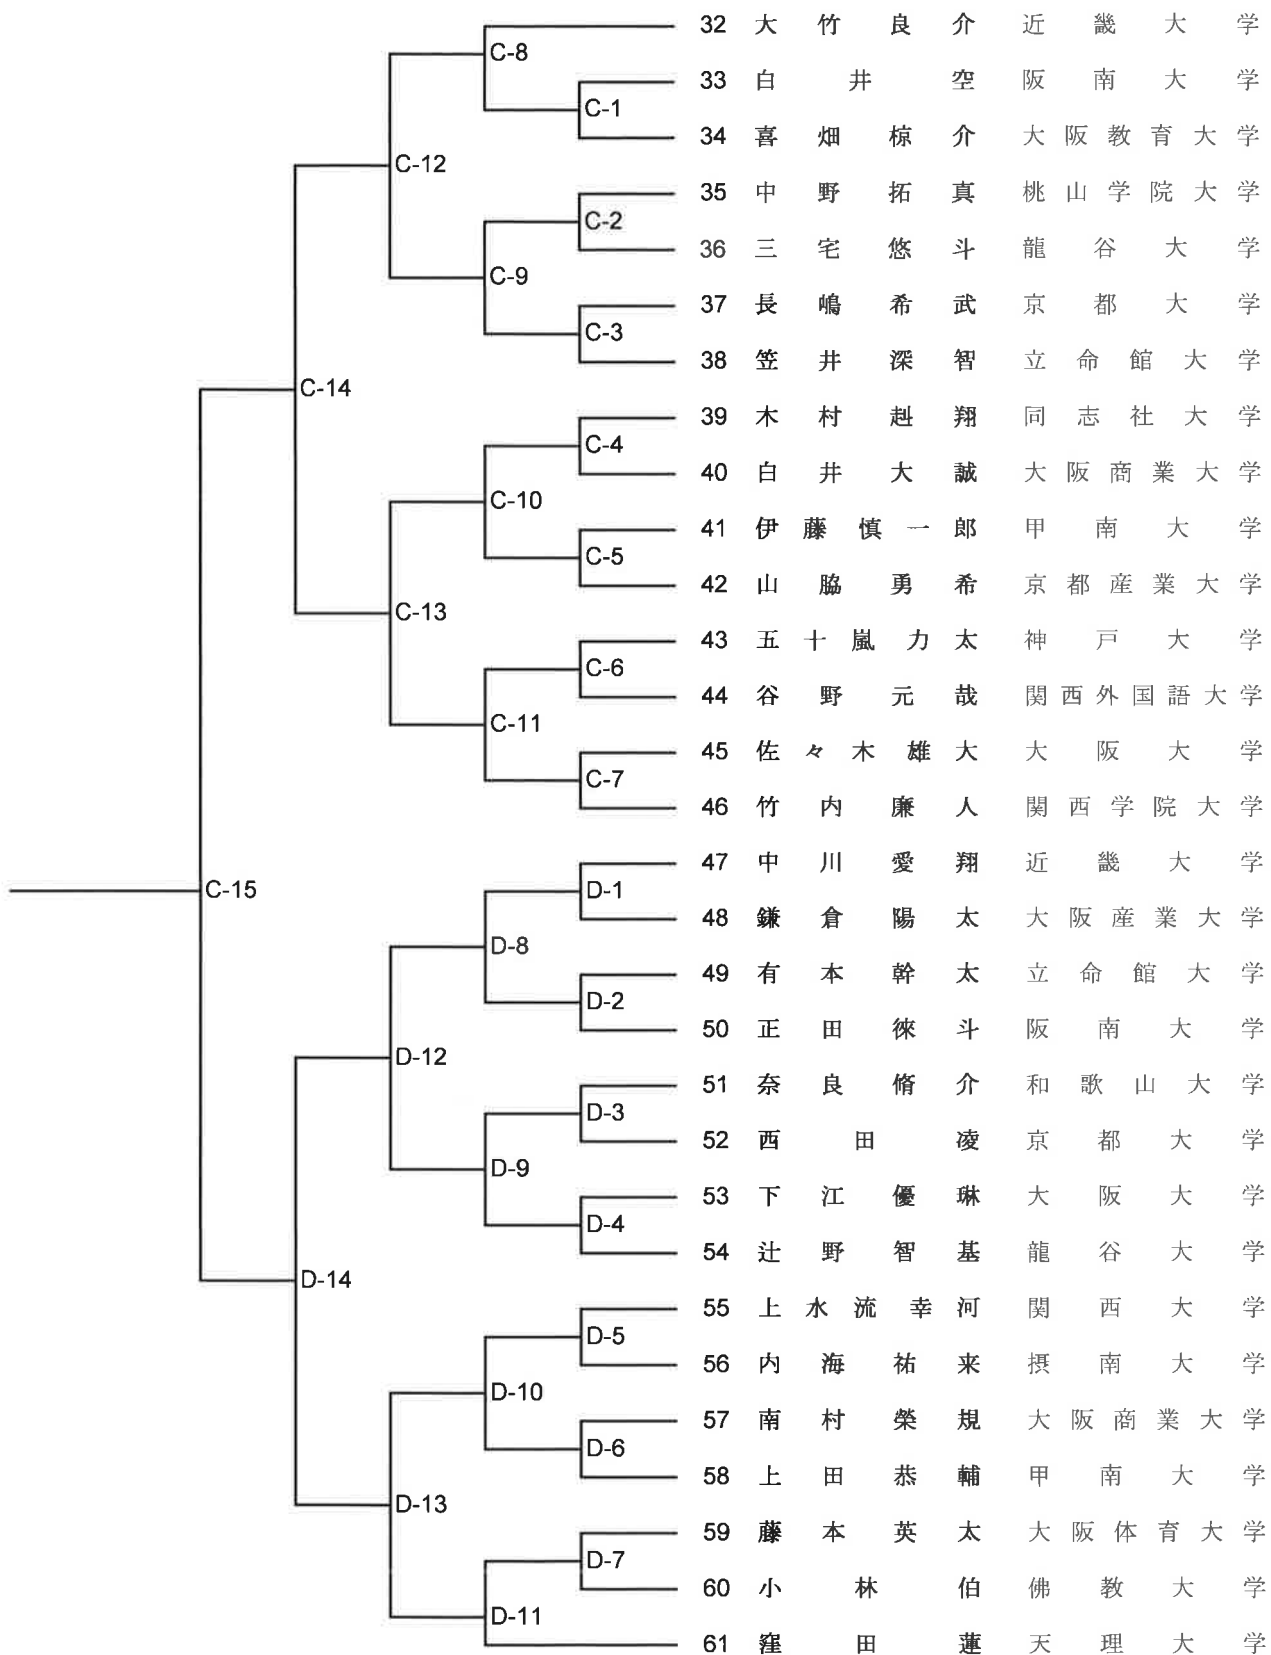 32 大竹良介 近畿大学
C-8
33 白井空 阪南大学
C-1
34 喜畑椋介 大阪教育大学
C-12
35 中野拓真 桃山学院大学
C-2
36 三宅悠斗 龍谷大学
C-9
37 長嶋希武 京都大学
C-3
38 笠井深智 立命館大学
C-14
39 木村赳翔 同志社大学
C-4
40 白井大誠 大阪商業大学
C-10
41 伊藤慎一郎 甲南大学
C-5
42 山脇勇希 京都産業大学
C-13
43 五十嵐力太 神戸大学
C-6
44 谷野元哉 関西外国語大学
C-11
45 佐々木雄大 大阪大学
C-7
46 竹内廉人 関西学院大学
47 中川愛翔 近畿大学
C-15
D-1
48 鎌倉陽太 大阪産業大学
D-8
49 有本幹太 立命館大学
D-2
50 正田徠斗 阪南大学
D-12
51 奈良脩介 和歌山大学
D-3
52 西田凌 京都大学
D-9
53 下江優琳 大阪大学
D-4
54 辻野智基 龍谷大学
D-14
55 上水流幸河 関西大学
D-5
56 内海祐来 摂南大学
D-10
57 南村榮規 大阪商業大学
D-6
58 上田恭輔 甲南大学
D-13
59 藤本英太 大阪体育大学
D-7
60 小林伯 佛教大学
D-11
61 窪田蓮 天理大学